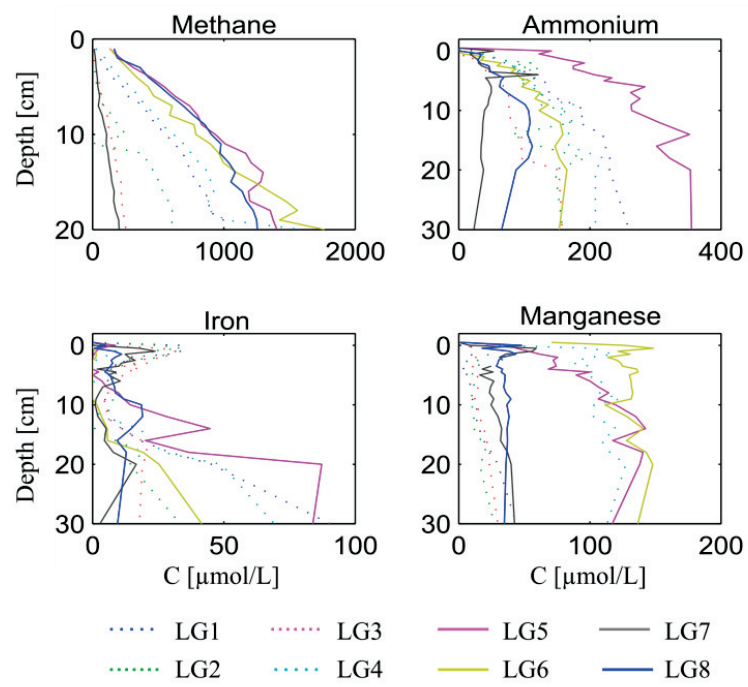 Methane
Ammonium
0
10
20
Depth [cm]
0
1000
2000
0
10
20
30
0
200
400
Iron
Manganese
0
10
20
30
Depth [cm]
0
50
100
C [µmol/L]
0
10
20
30
0
100
200
C [µmol/L]
LG1
LG3
LG5
LG7
LG2
LG4
LG6
LG8